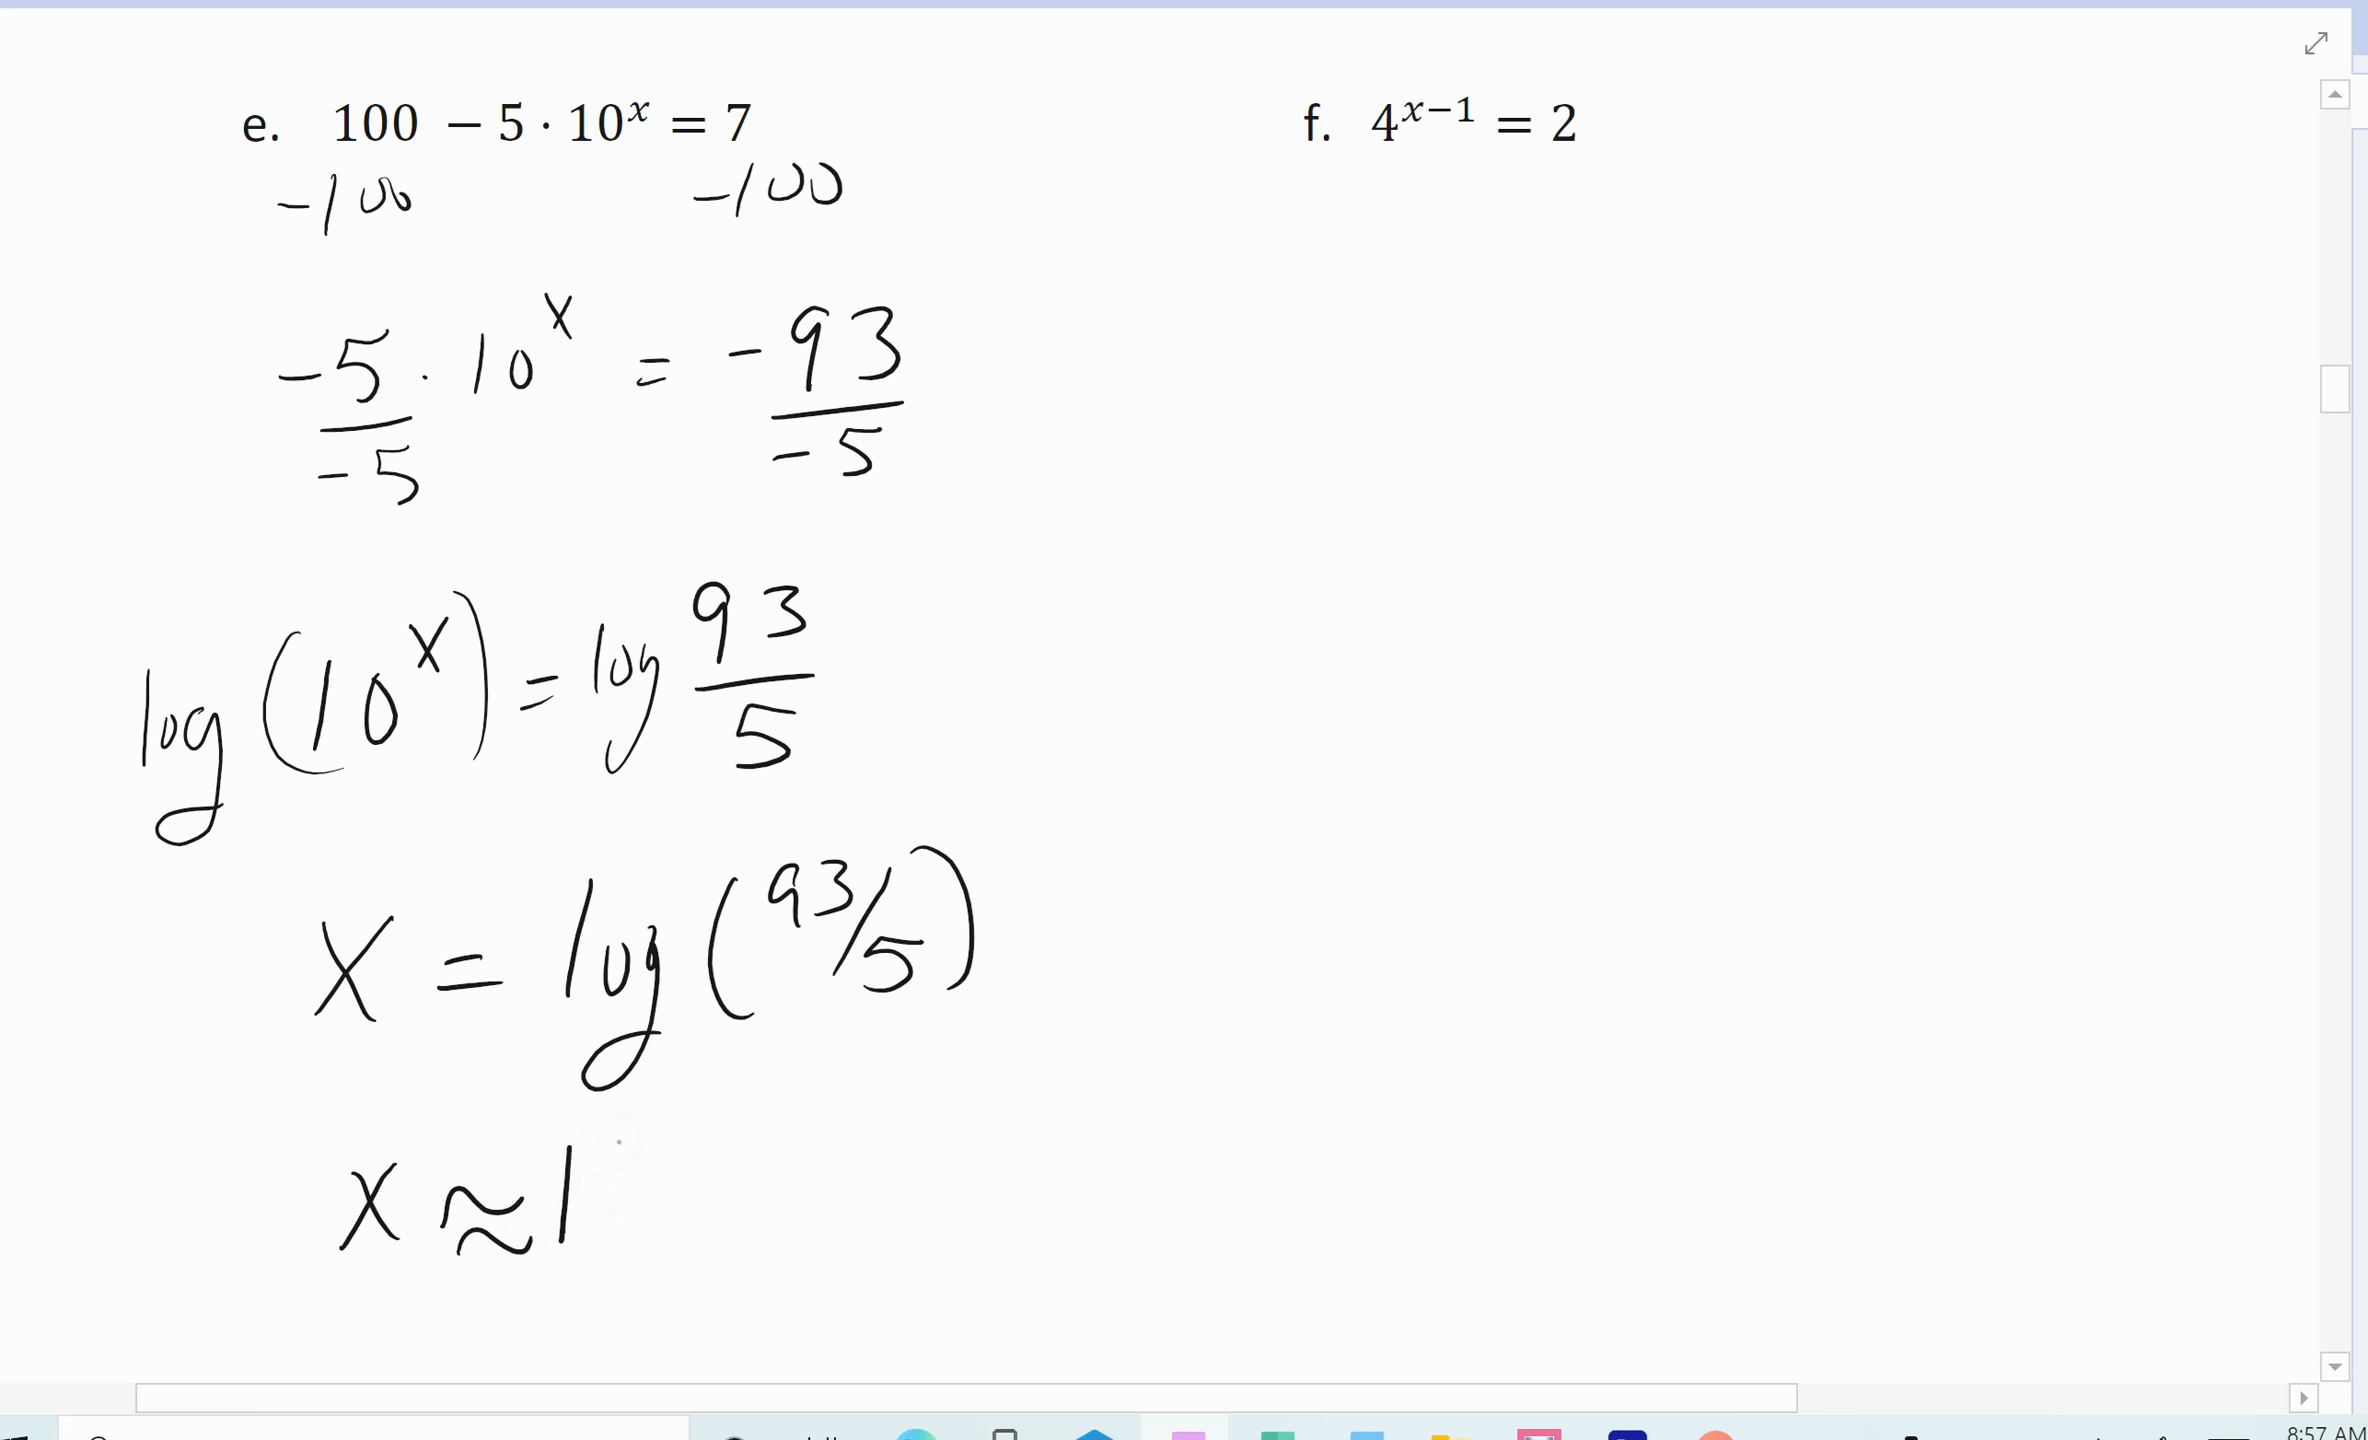 e. 100 − 5 · 10^x = 7
-100 -100
-5 · 10^x = -93
-5 -5
log(10^x) = log 93/5
x = log(93/5)
x ≈ 1
f. 4^{x−1} = 2
8:57 AM